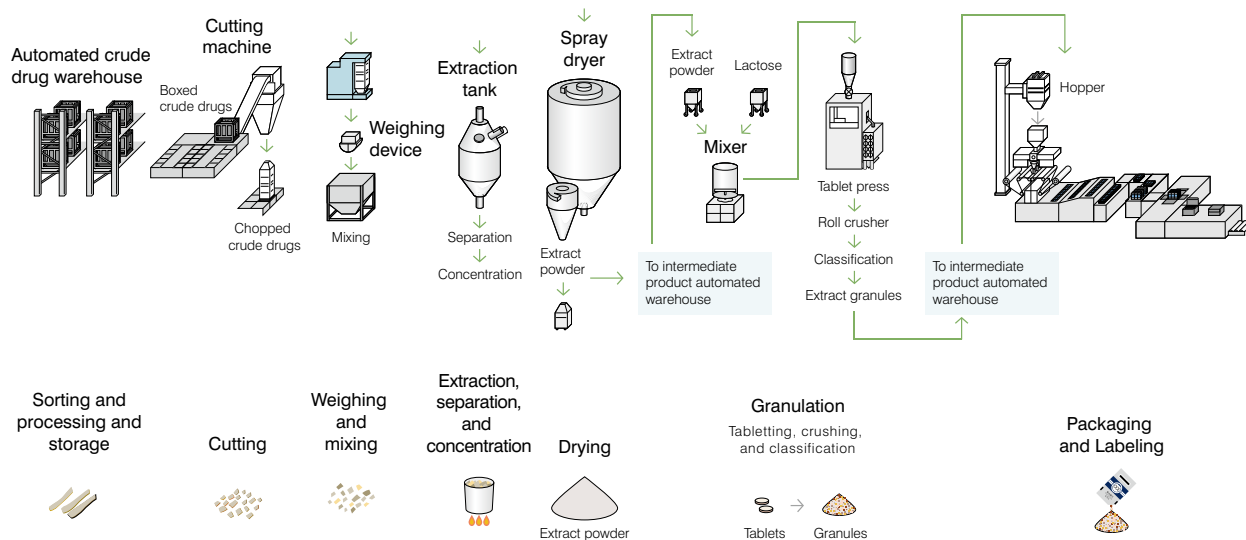 Automated crude
drug warehouse
Cutting
machine
Boxed
crude drugs
Chopped
crude drugs
Weighing
device
Mixing
Extraction
tank
Separation
Concentration
Spray
dryer
Extract
powder
To intermediate
product automated
warehouse
Extract
powder
Lactose
Mixer
Tablet press
Roll crusher
Classification
Extract granules
To intermediate
product automated
warehouse
Hopper
Sorting and
processing and
storage
Cutting
Weighing
and
mixing
Extraction,
separation,
and
concentration
Drying
Extract powder
Granulation
Tabletting, crushing,
and classification
Tablets
Granules
Packaging
and Labeling